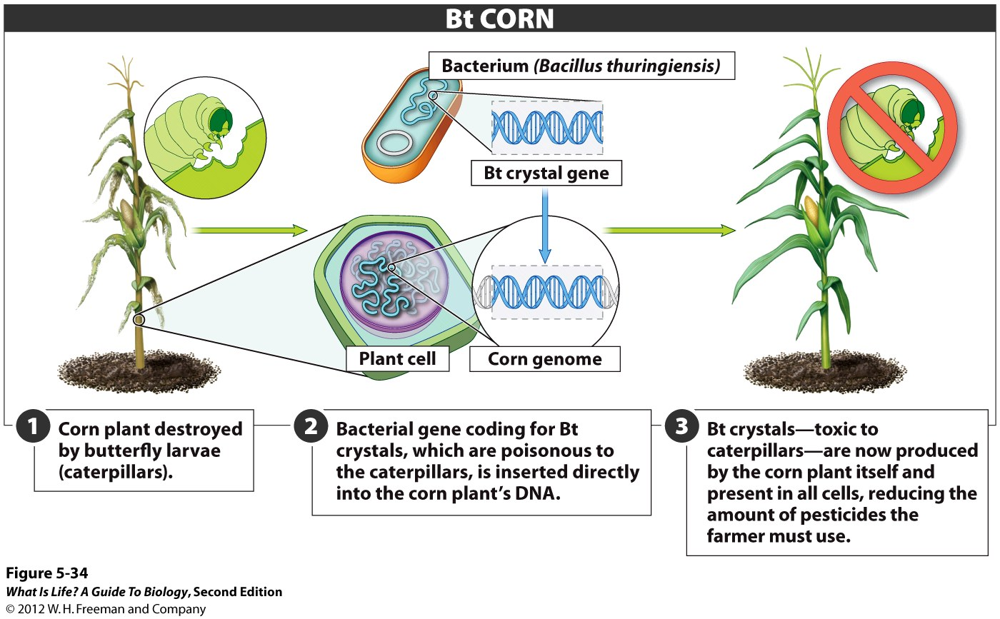 Bt CORN
Bacterium (Bacillus thuringiensis)
Bt crystal gene
Plant cell
Corn genome
1
Corn plant destroyed
by butterfly larvae
(caterpillars).
2
Bacterial gene coding for Bt
crystals, which are poisonous to
the caterpillars, is inserted directly
into the corn plant's DNA.
3
Bt crystals—toxic to
caterpillars—are now produced
by the corn plant itself and
present in all cells, reducing the
amount of pesticides the
farmer must use.
Figure 5-34
What Is Life? A Guide To Biology, Second Edition
© 2012 W. H. Freeman and Company